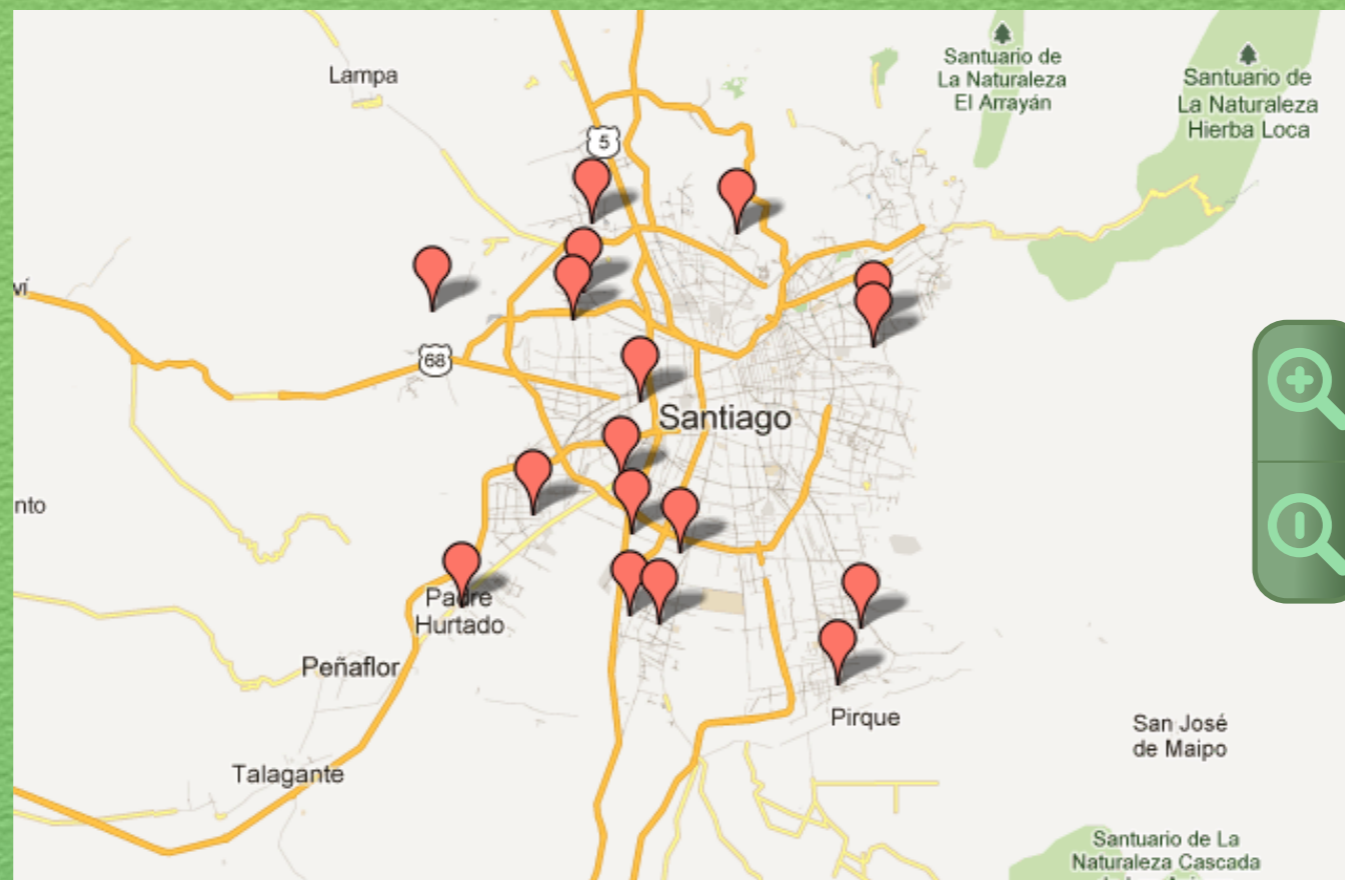 Santuario de
La Naturaleza
El Arrayán
Santuario de
La Naturaleza
Hierba Loca
Lampa
5
68
Santiago
Padre
Hurtado
Peñaflor
Pirque
San José
de Maipo
Talagante
Santuario de La
Naturaleza Cascada